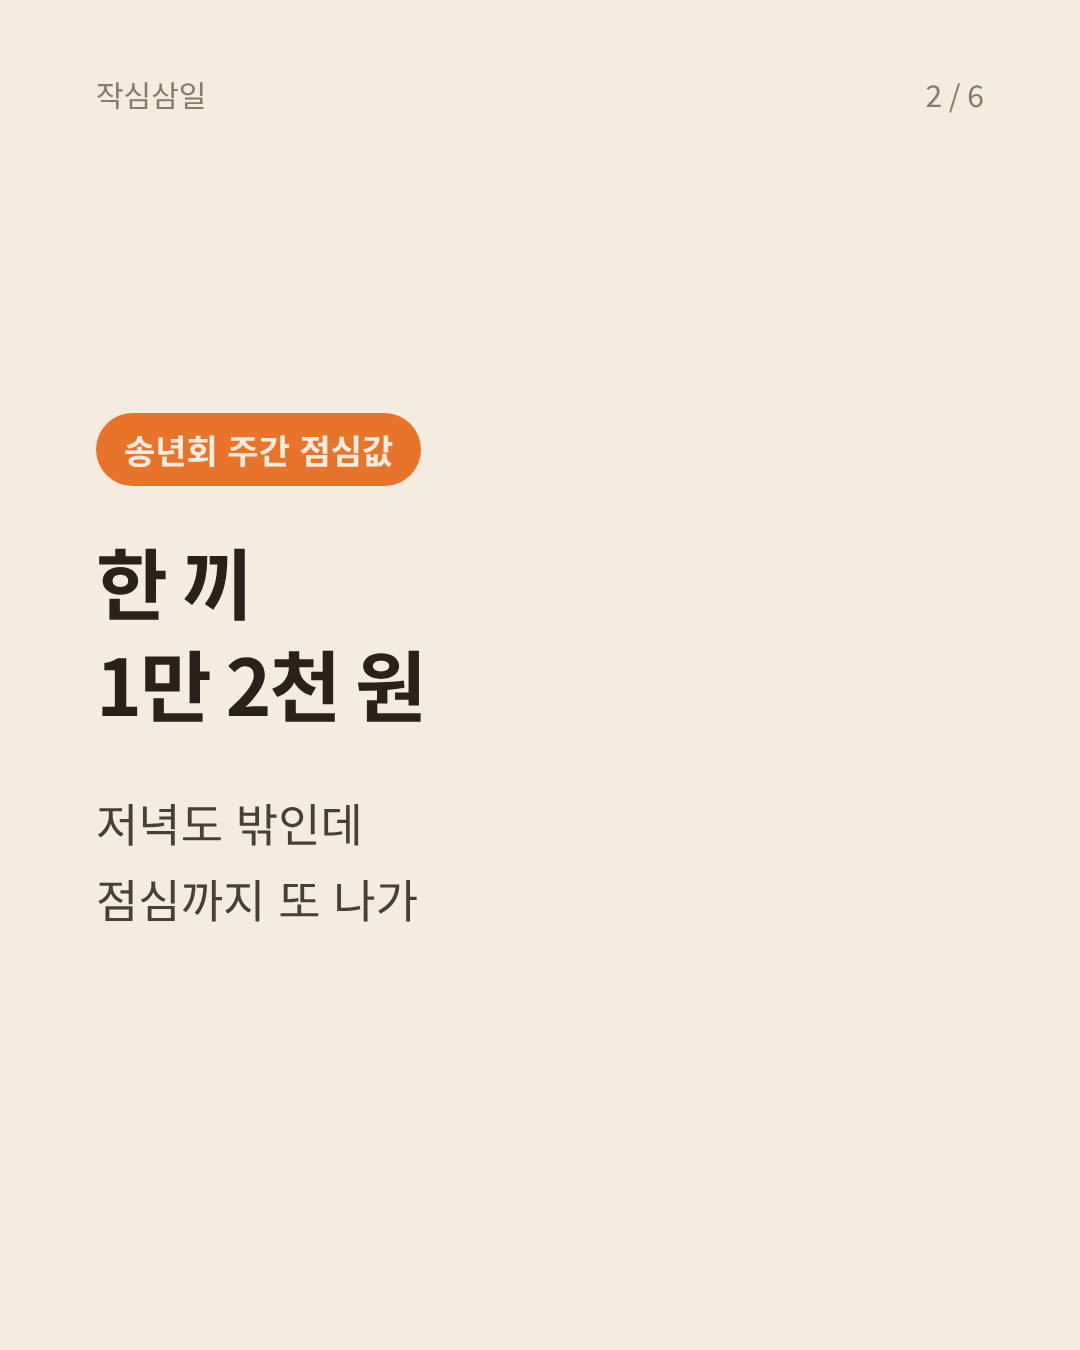 작심삼일
2 / 6
송년회 주간 점심값
한 끼
1만 2천 원
저녁도 밖인데
점심까지 또 나가